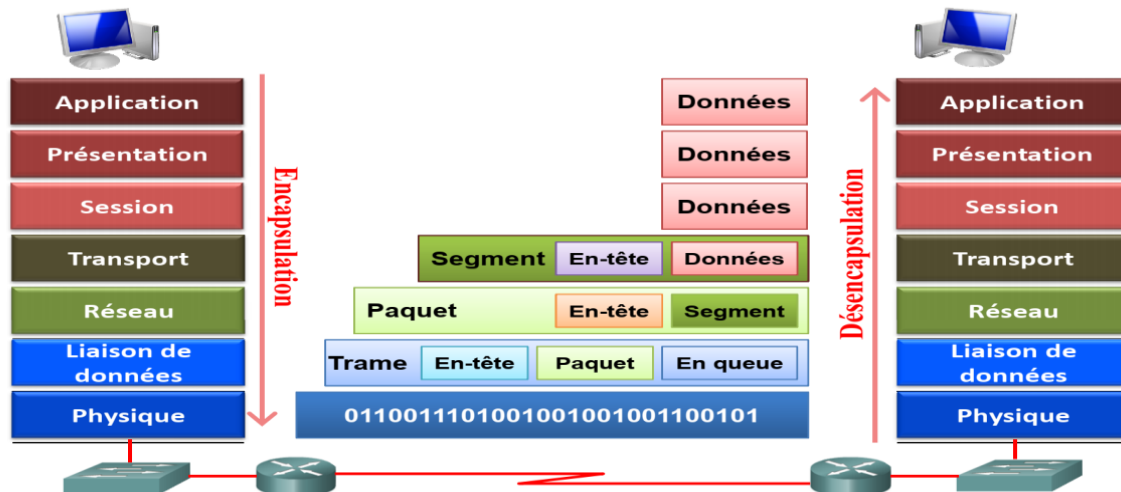 Application
Présentation
Session
Transport
Réseau
Liaison de
données
Physique
Encapsulation
Données
Données
Données
Segment En-tête Données
Paquet En-tête Segment
Trame En-tête Paquet En queue
0110011101001001001001100101
Désencapsulation
Application
Présentation
Session
Transport
Réseau
Liaison de
données
Physique